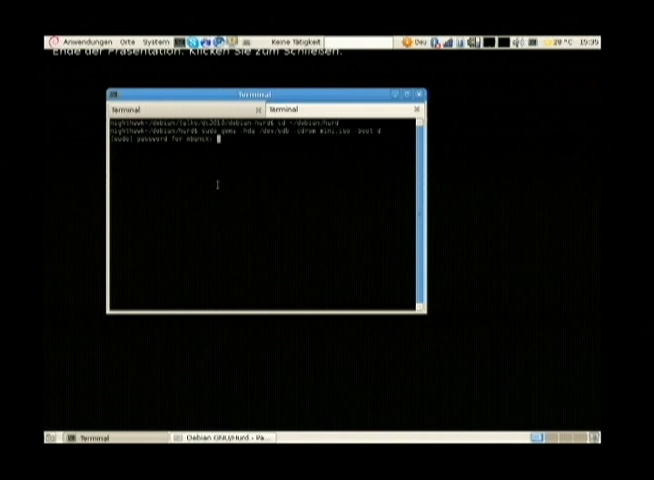 Anwendungen Orte System Keine Tätigkeit Deu 28 °C 15:35
Ende der Präsentation. Klicken Sie zum Schließen.
Terminal
Terminal Terminal
nighthawk:~/debian/talks/dc2010/debian-hurd$ cd ~/debian/hurd
nighthawk:~/debian/hurd$ sudo qemu -hda /dev/sdb -cdrom mini.iso -boot d
[sudo] password for mbanck:
Terminal Debian GNU/Hurd - Pa...